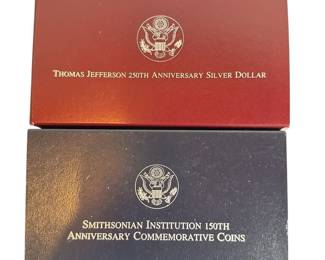 THOMAS JEFFERSON 250TH ANNIVERSARY SILVER DOLLAR
SMITHSONIAN INSTITUTION 150TH
ANNIVERSARY COMMEMORATIVE COINS